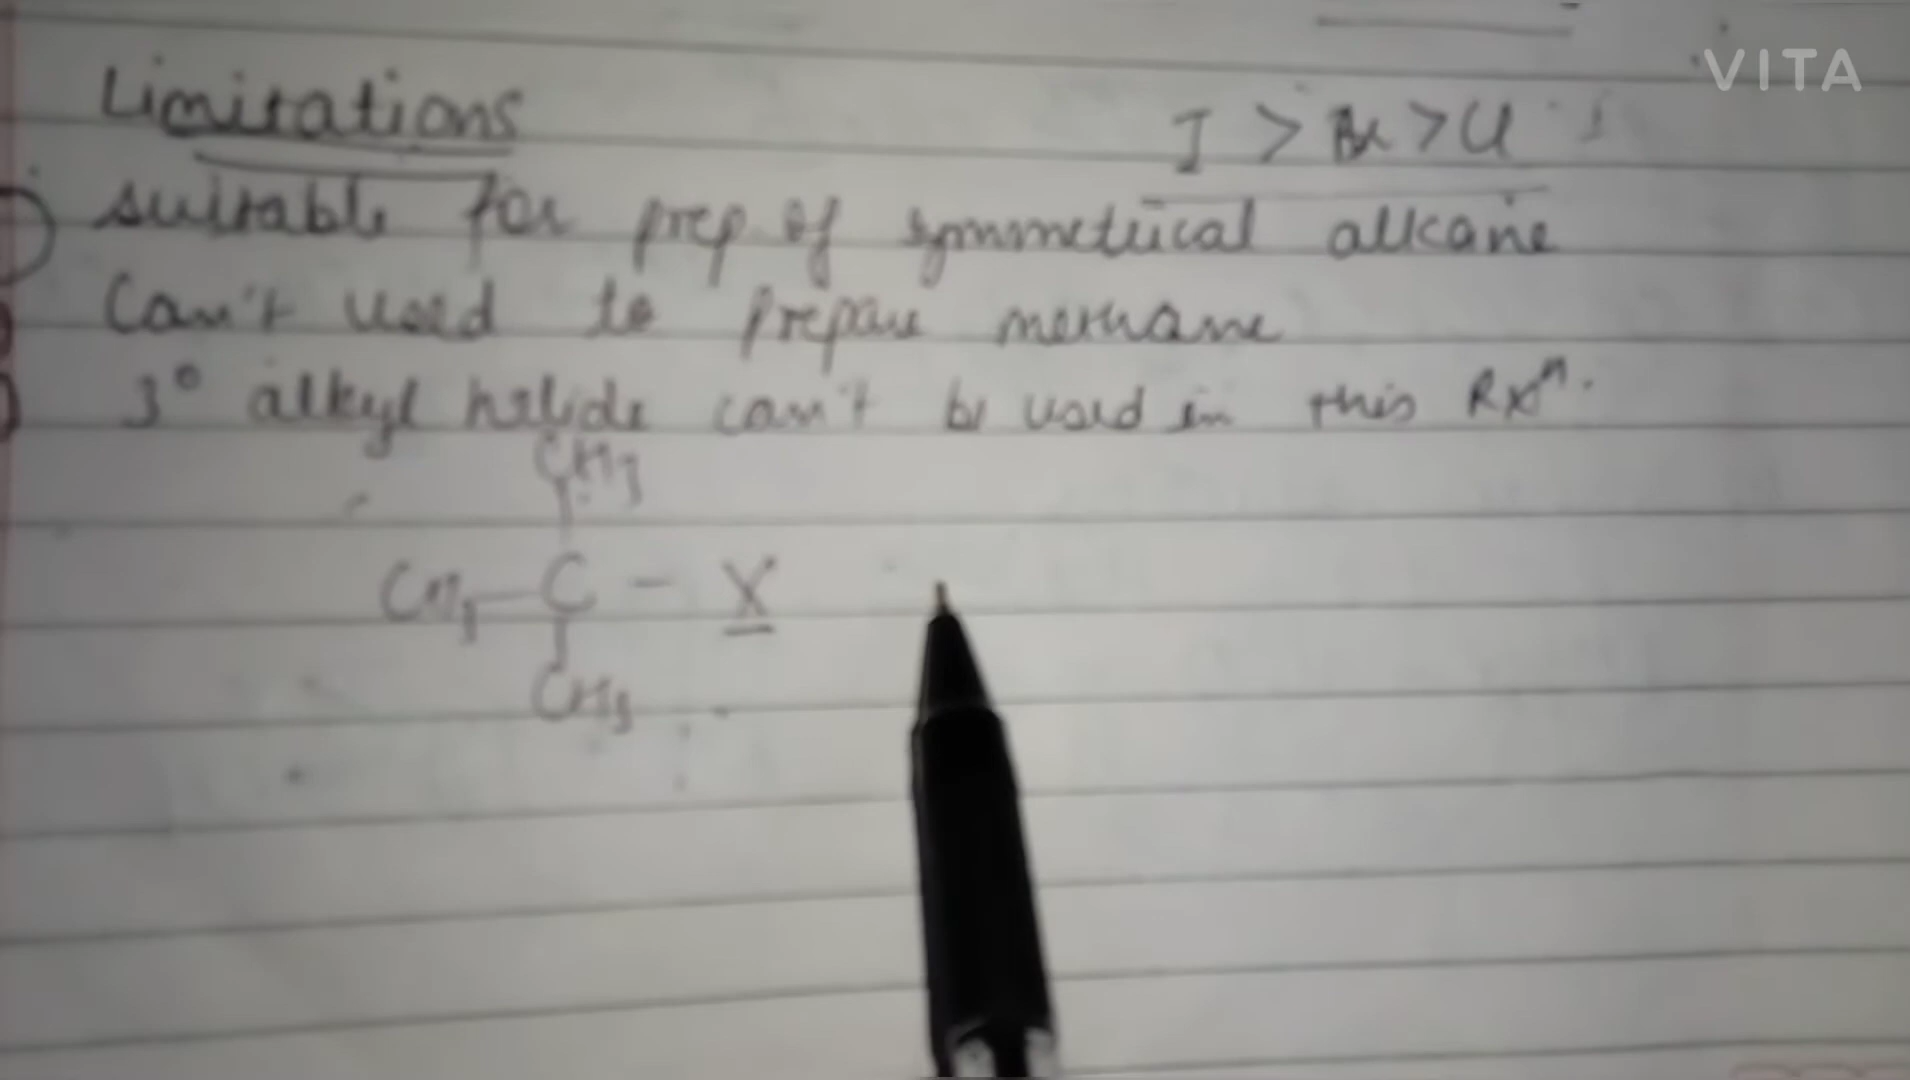 VITA
Limitations
I > Br > Cl
suitable for prep of symmetrical alkane
Can't used to prepare methane
3° alkyl halide can't be used in this Rxn.
CH3
CH3-C-X
CH3